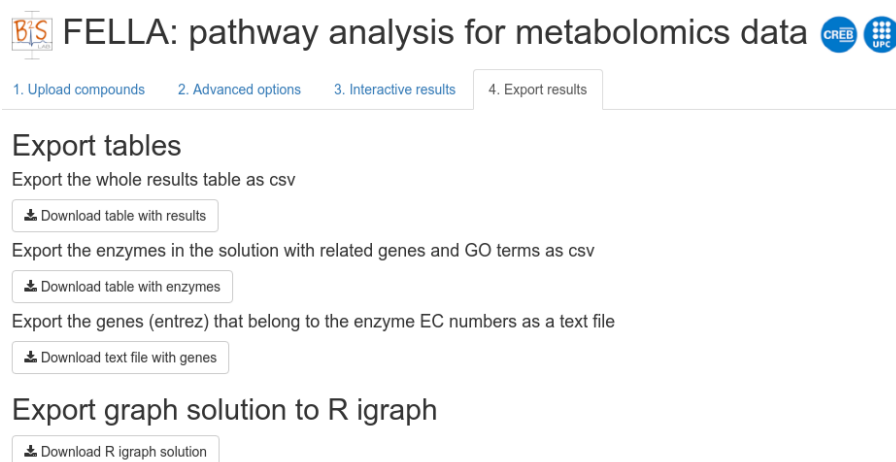 B2S LAB FELLA: pathway analysis for metabolomics data CREB UPC
1. Upload compounds 2. Advanced options 3. Interactive results 4. Export results
Export tables
Export the whole results table as csv
Download table with results
Export the enzymes in the solution with related genes and GO terms as csv
Download table with enzymes
Export the genes (entrez) that belong to the enzyme EC numbers as a text file
Download text file with genes
Export graph solution to R igraph
Download R igraph solution